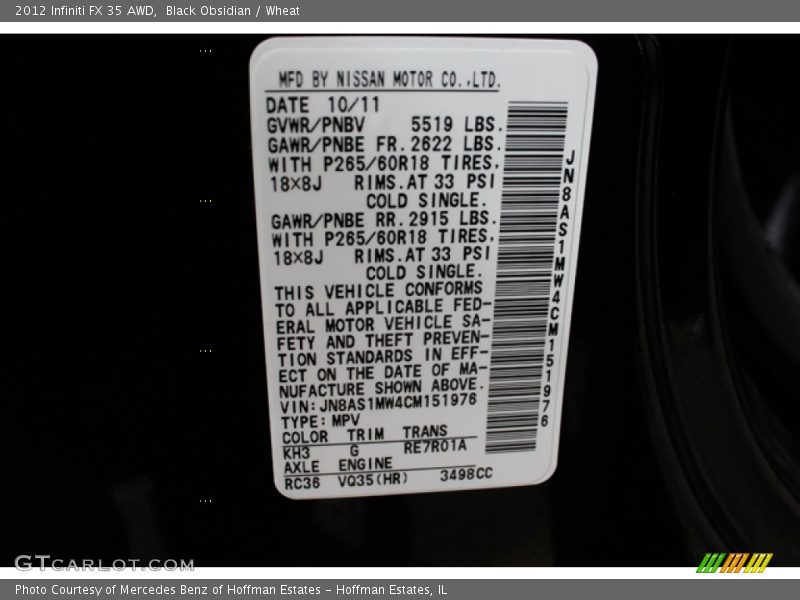 2012 Infiniti FX 35 AWD,  Black Obsidian / Wheat
MFD BY NISSAN MOTOR CO.,LTD.
DATE 10/11
GVWR/PNBV 5519 LBS.
GAWR/PNBE FR. 2622 LBS.
WITH P265/60R18 TIRES.
18×8J RIMS.AT 33 PSI
COLD SINGLE.
GAWR/PNBE RR. 2915 LBS.
WITH P265/60R18 TIRES.
18×8J RIMS.AT 33 PSI
COLD SINGLE.
THIS VEHICLE CONFORMS
TO ALL APPLICABLE FED-
ERAL MOTOR VEHICLE SA-
FETY AND THEFT PREVEN-
TION STANDARDS IN EFF-
ECT ON THE DATE OF MA-
NUFACTURE SHOWN ABOVE.
VIN:JN8AS1MW4CM151976
TYPE:MPV
COLOR TRIM TRANS
KH3 G RE7R01A
AXLE ENGINE
RC36 VQ35(HR) 3498CC
JN8AS1MW4CM151976
GTCARLOT.COM
Photo Courtesy of Mercedes Benz of Hoffman Estates - Hoffman Estates, IL